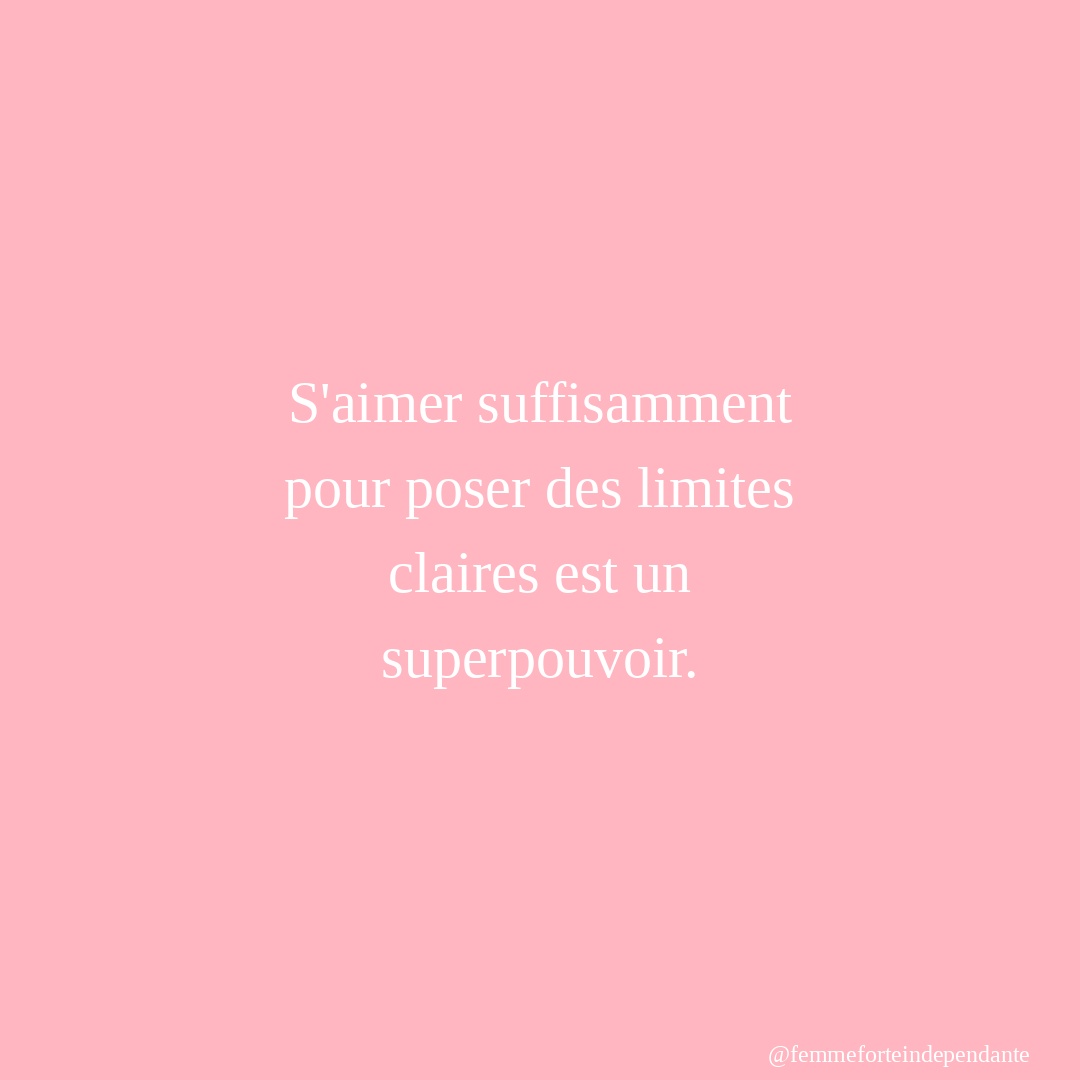 S'aimer suffisamment
pour poser des limites
claires est un
superpouvoir.
@femmeforteindependante